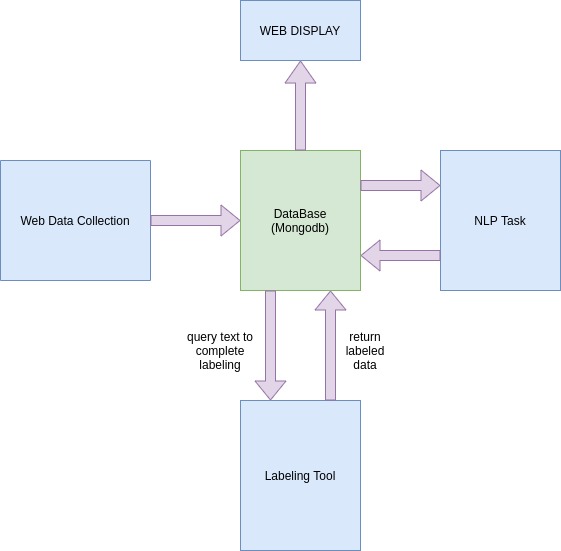 WEB DISPLAY
Web Data Collection
DataBase
(Mongodb)
NLP Task
query text to
complete
labeling
return
labeled
data
Labeling Tool